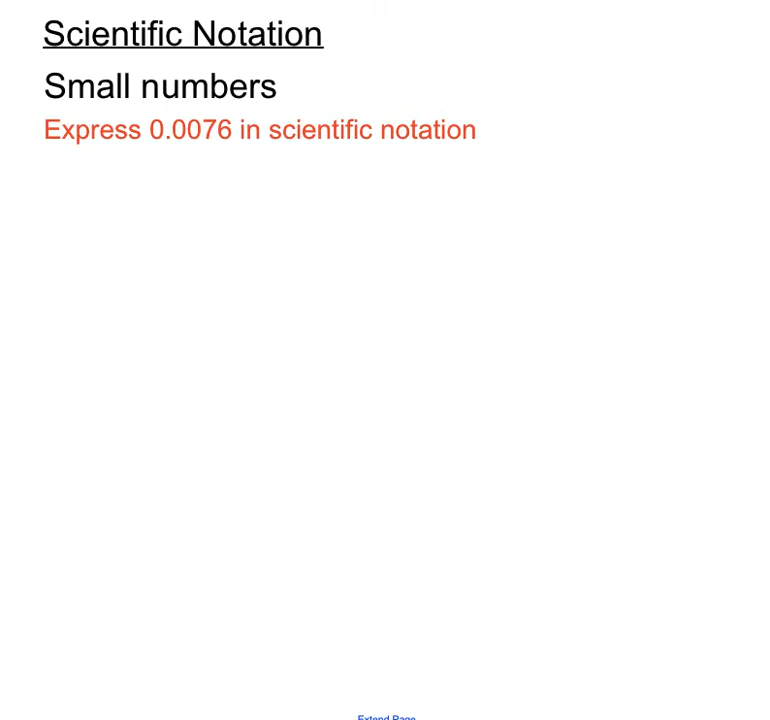 Scientific Notation
Small numbers
Express 0.0076 in scientific notation
Extend Page